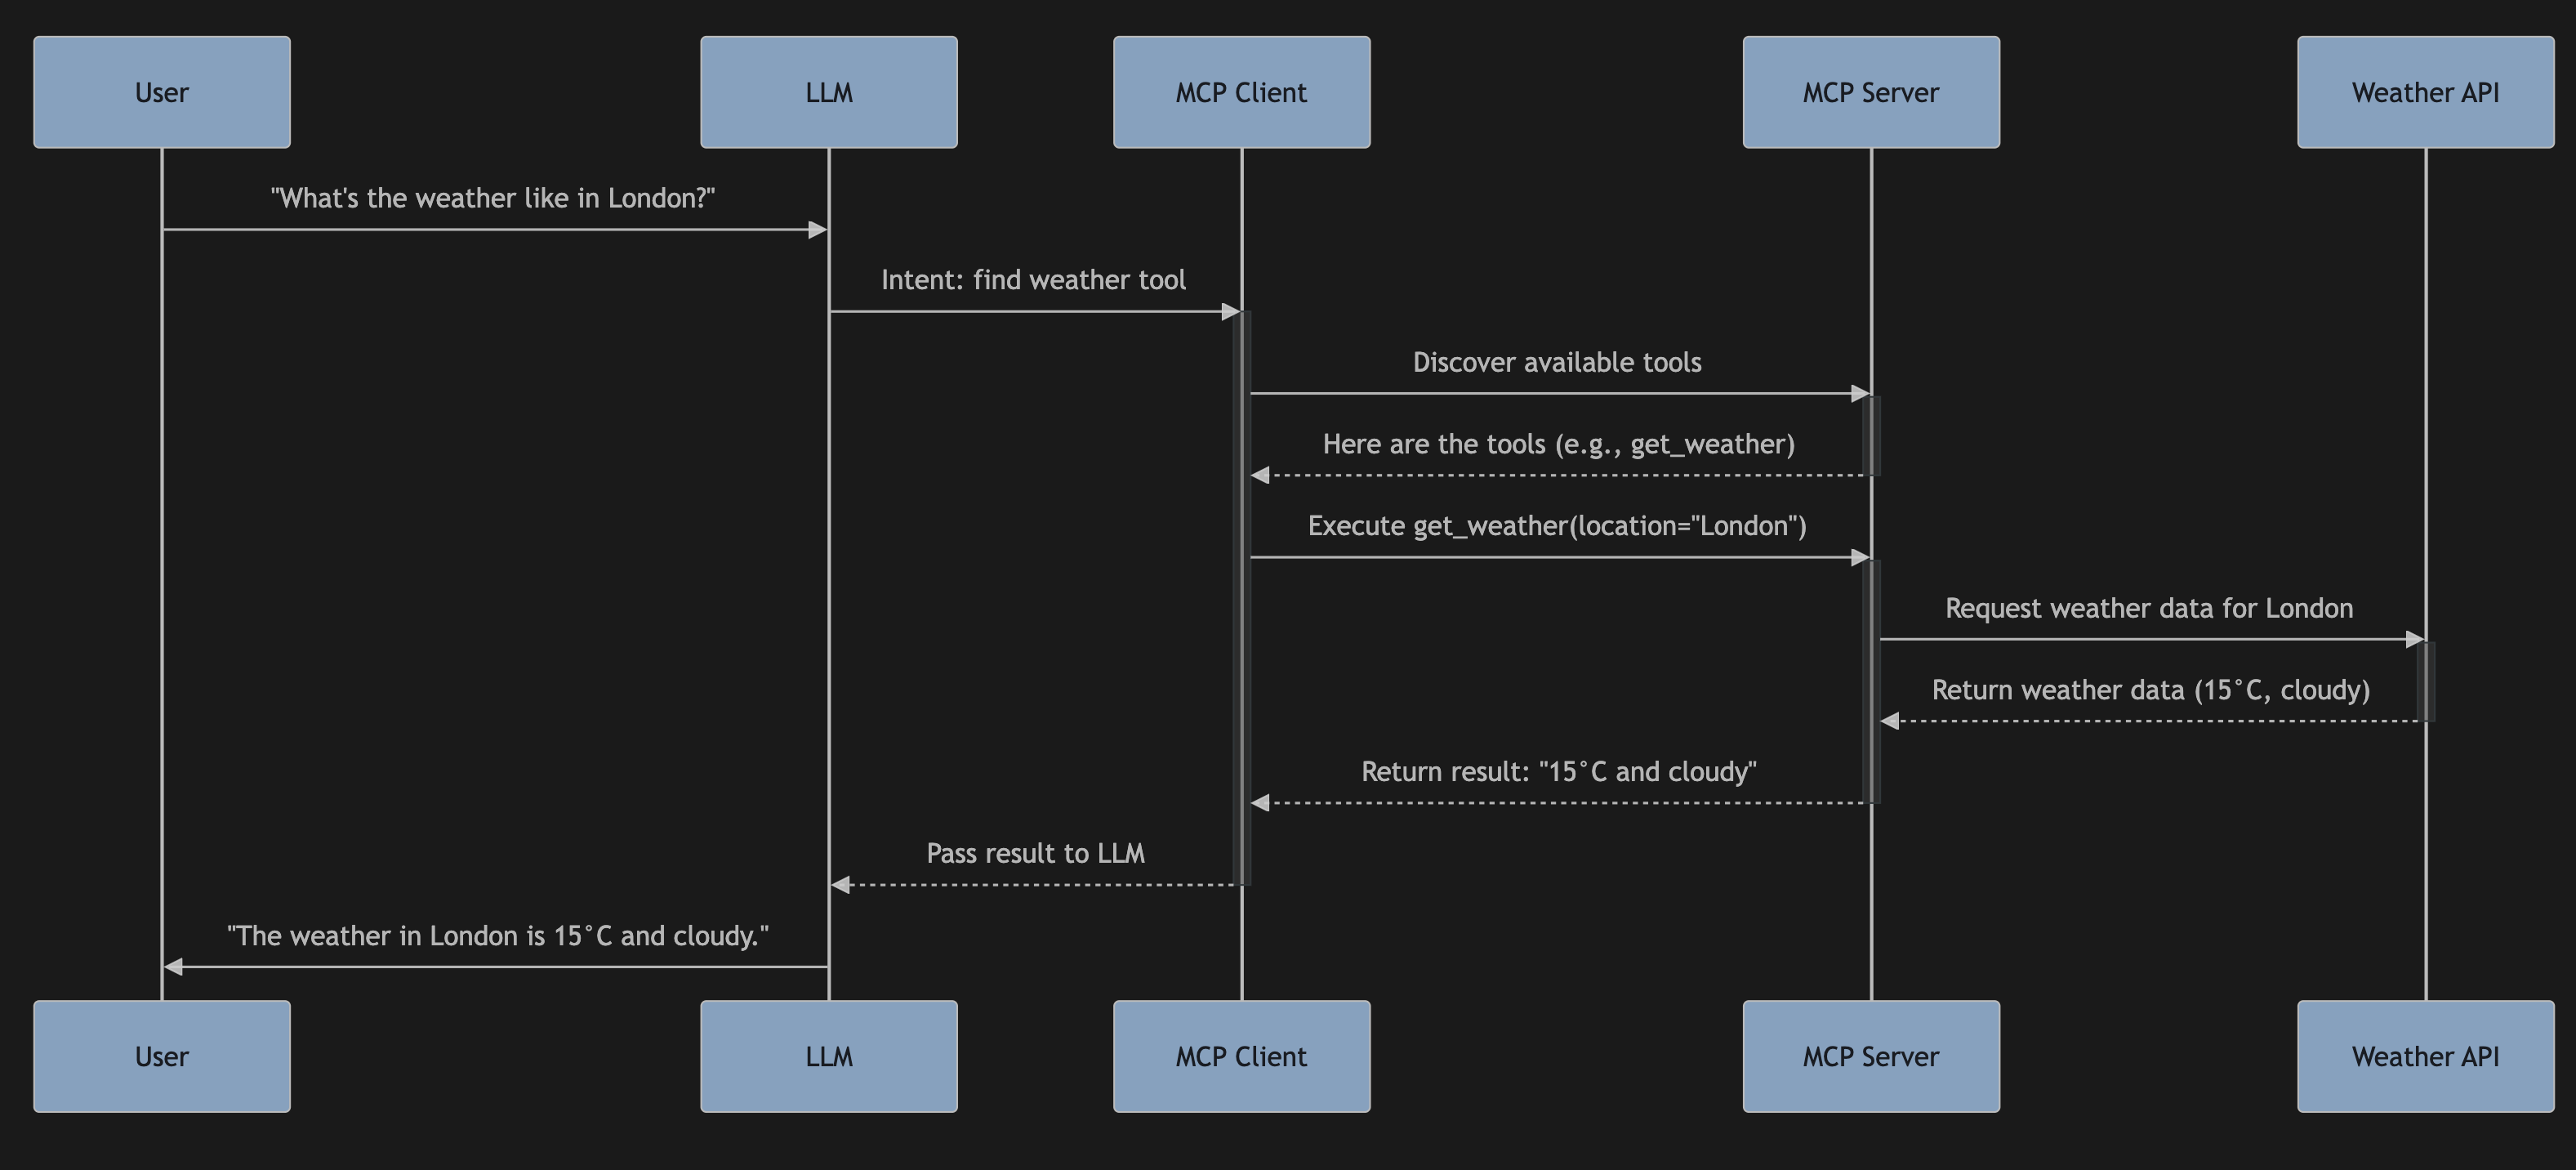 User
LLM
MCP Client
MCP Server
Weather API
"What's the weather like in London?"
Intent: find weather tool
Discover available tools
Here are the tools (e.g., get_weather)
Execute get_weather(location="London")
Request weather data for London
Return weather data (15°C, cloudy)
Return result: "15°C and cloudy"
Pass result to LLM
"The weather in London is 15°C and cloudy."
User
LLM
MCP Client
MCP Server
Weather API